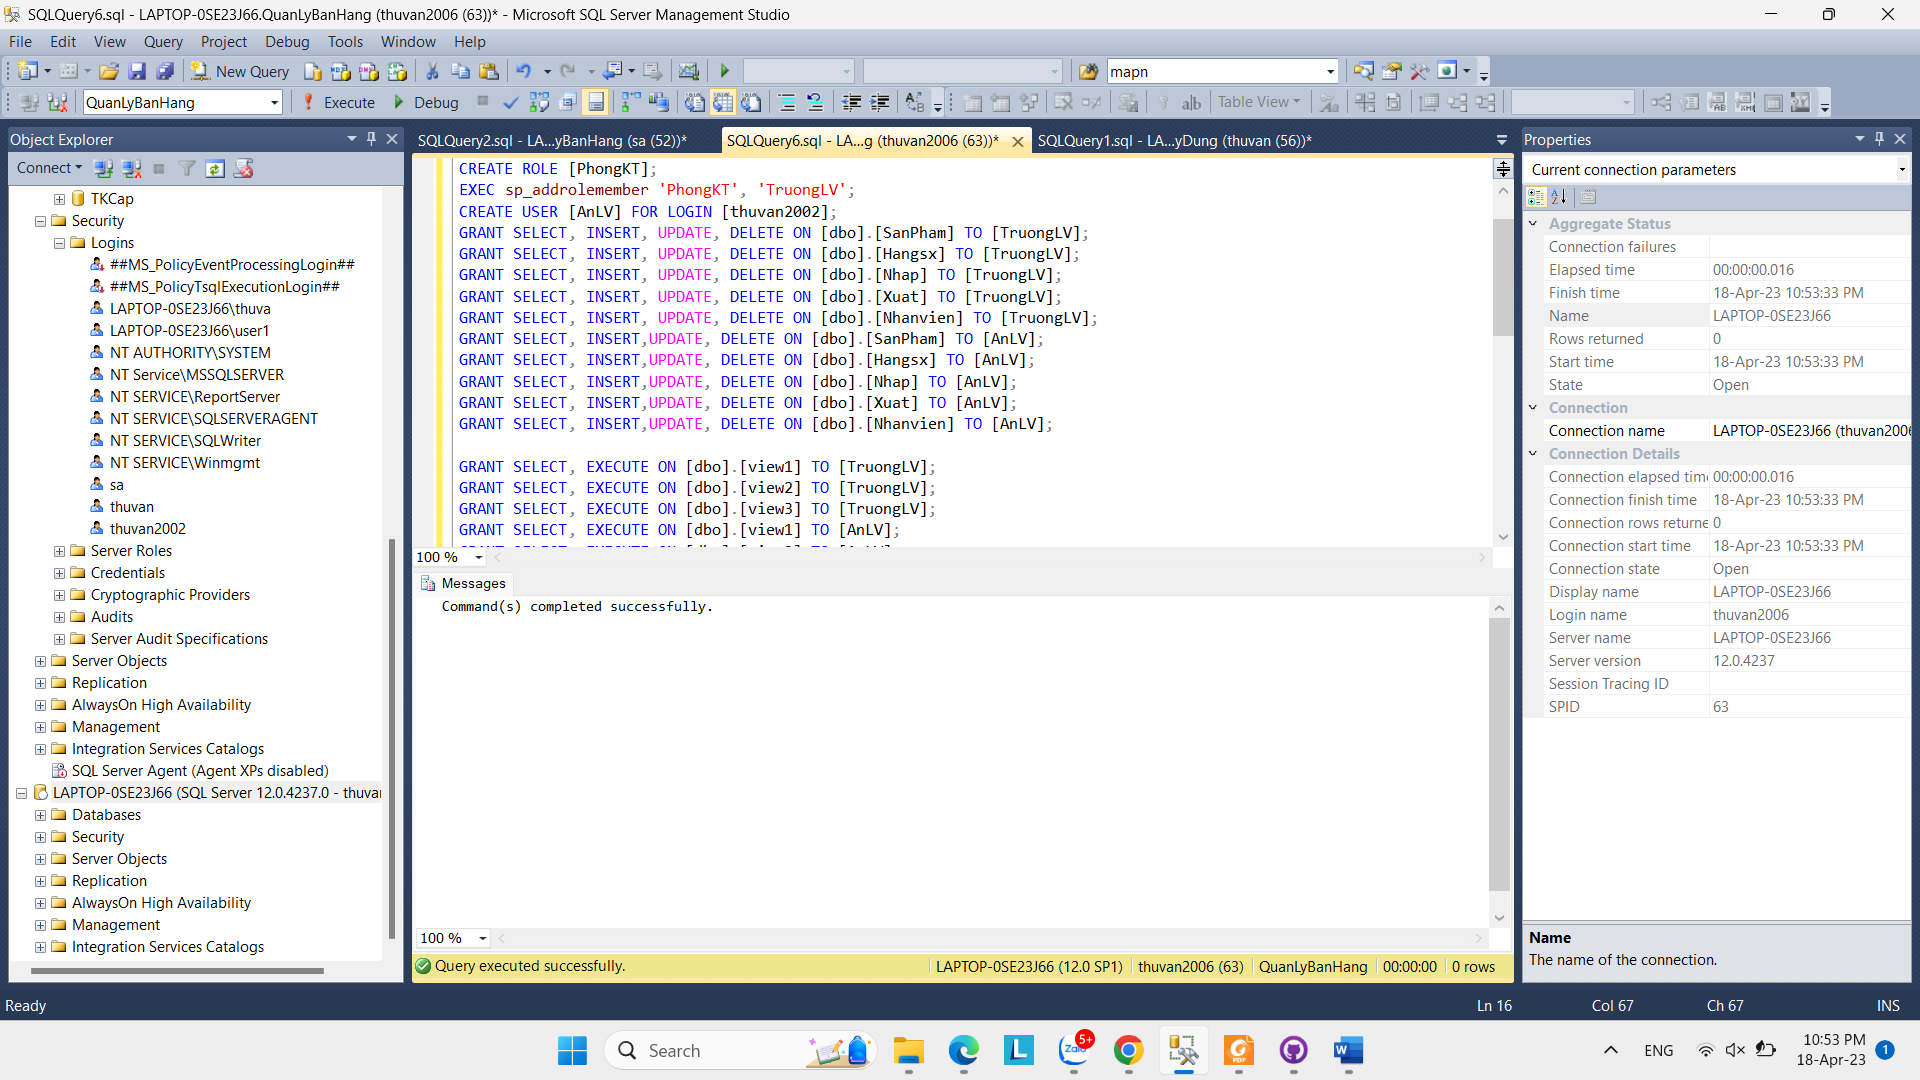 SQLQuery6.sql - LAPTOP-0SE23J66.QuanLyBanHang (thuvan2006 (63))* - Microsoft SQL Server Management Studio
File Edit View Query Project Debug Tools Window Help
New Query mapn
QuanLyBanHang Execute Debug Table View
Object Explorer
Connect
TKCap
Security
Logins
##MS_PolicyEventProcessingLogin##
##MS_PolicyTsqlExecutionLogin##
LAPTOP-0SE23J66\thuva
LAPTOP-0SE23J66\user1
NT AUTHORITY\SYSTEM
NT Service\MSSQLSERVER
NT SERVICE\ReportServer
NT SERVICE\SQLSERVERAGENT
NT SERVICE\SQLWriter
NT SERVICE\Winmgmt
sa
thuvan
thuvan2002
Server Roles
Credentials
Cryptographic Providers
Audits
Server Audit Specifications
Server Objects
Replication
AlwaysOn High Availability
Management
Integration Services Catalogs
SQL Server Agent (Agent XPs disabled)
LAPTOP-0SE23J66 (SQL Server 12.0.4237.0 - thuvan
Databases
Security
Server Objects
Replication
AlwaysOn High Availability
Management
Integration Services Catalogs
SQLQuery2.sql - LA...yBanHang (sa (52))* SQLQuery6.sql - LA...g (thuvan2006 (63))* SQLQuery1.sql - LA...yDung (thuvan (56))*
CREATE ROLE [PhongKT];
EXEC sp_addrolemember 'PhongKT', 'TruongLV';
CREATE USER [AnLV] FOR LOGIN [thuvan2002];
GRANT SELECT, INSERT, UPDATE, DELETE ON [dbo].[SanPham] TO [TruongLV];
GRANT SELECT, INSERT, UPDATE, DELETE ON [dbo].[Hangsx] TO [TruongLV];
GRANT SELECT, INSERT, UPDATE, DELETE ON [dbo].[Nhap] TO [TruongLV];
GRANT SELECT, INSERT, UPDATE, DELETE ON [dbo].[Xuat] TO [TruongLV];
GRANT SELECT, INSERT, UPDATE, DELETE ON [dbo].[Nhanvien] TO [TruongLV];
GRANT SELECT, INSERT,UPDATE, DELETE ON [dbo].[SanPham] TO [AnLV];
GRANT SELECT, INSERT,UPDATE, DELETE ON [dbo].[Hangsx] TO [AnLV];
GRANT SELECT, INSERT,UPDATE, DELETE ON [dbo].[Nhap] TO [AnLV];
GRANT SELECT, INSERT,UPDATE, DELETE ON [dbo].[Xuat] TO [AnLV];
GRANT SELECT, INSERT,UPDATE, DELETE ON [dbo].[Nhanvien] TO [AnLV];
GRANT SELECT, EXECUTE ON [dbo].[view1] TO [TruongLV];
GRANT SELECT, EXECUTE ON [dbo].[view2] TO [TruongLV];
GRANT SELECT, EXECUTE ON [dbo].[view3] TO [TruongLV];
GRANT SELECT, EXECUTE ON [dbo].[view1] TO [AnLV];
100 %
Messages
Command(s) completed successfully.
100 %
Query executed successfully. LAPTOP-0SE23J66 (12.0 SP1) thuvan2006 (63) QuanLyBanHang 00:00:00 0 rows
Properties
Current connection parameters
Aggregate Status
Connection failures
Elapsed time 00:00:00.016
Finish time 18-Apr-23 10:53:33 PM
Name LAPTOP-0SE23J66
Rows returned 0
Start time 18-Apr-23 10:53:33 PM
State Open
Connection
Connection name LAPTOP-0SE23J66 (thuvan2006
Connection Details
Connection elapsed tim 00:00:00.016
Connection finish time 18-Apr-23 10:53:33 PM
Connection rows returne 0
Connection start time 18-Apr-23 10:53:33 PM
Connection state Open
Display name LAPTOP-0SE23J66
Login name thuvan2006
Server name LAPTOP-0SE23J66
Server version 12.0.4237
Session Tracing ID
SPID 63
Name
The name of the connection.
Ready Ln 16 Col 67 Ch 67 INS
Search
Zalo 5+
ENG
10:53 PM
18-Apr-23
1